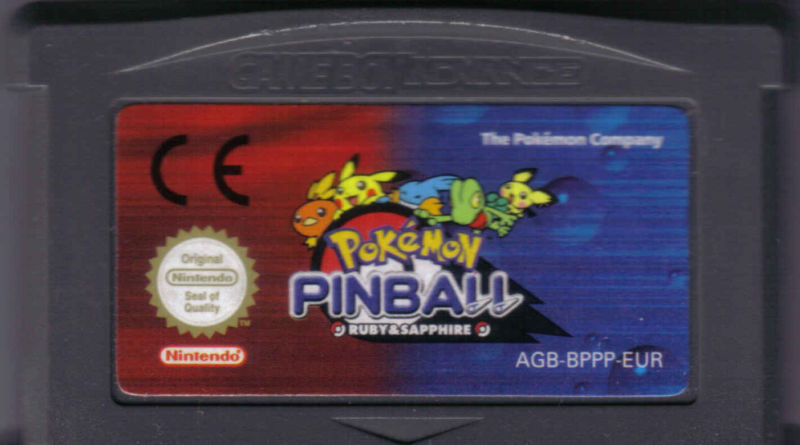 GAME BOY ADVANCE
CE
The Pokémon Company
POKéMON
PINBALL
RUBY&SAPPHIRE
Original
Nintendo
Seal of
Quality
TM
Nintendo®
AGB-BPPP-EUR